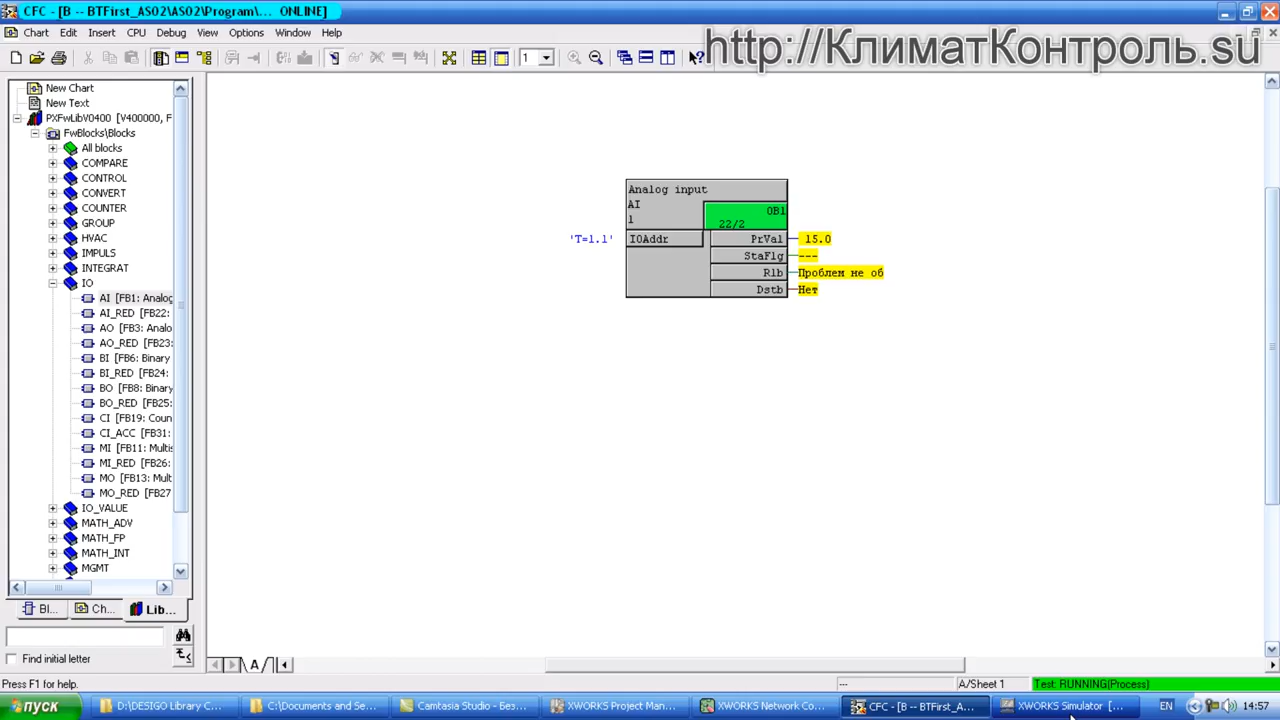 CFC - [B -- BTFirst_AS02\AS02\Program\... ONLINE]
Chart Edit Insert CPU Debug View Options Window Help
http://КлиматКонтроль.su
1
New Chart
New Text
PXFwLibV0400 [V400000, F
FwBlocks\Blocks
All blocks
COMPARE
CONTROL
CONVERT
COUNTER
GROUP
HVAC
IMPULS
INTEGRAT
IO
AI [FB1: Analog
AI_RED [FB22:
AO [FB3: Analo
AO_RED [FB23:
BI [FB6: Binary
BI_RED [FB24:
BO [FB8: Binary
BO_RED [FB25:
CI [FB19: Coun
CI_ACC [FB31:
MI [FB11: Multis
MI_RED [FB26:
MO [FB13: Mult
MO_RED [FB27
IO_VALUE
MATH_ADV
MATH_FP
MATH_INT
MGMT
Bl... Ch... Lib...
Find initial letter
Analog input
AI
1
OB1
22/2
'T=1.1' IOAddr PrVal 15.0
StaFlg ---
Rlb Проблем не об
Dstb Нет
A
Press F1 for help. --- A/Sheet 1 Test: RUNNING(Process)
пуск D:\DESIGO Library C... C:\Documents and Se... Camtasia Studio - Без... XWORKS Project Man... XWORKS Network Co... CFC - [B -- BTFirst_A... XWORKS Simulator [... EN 14:57